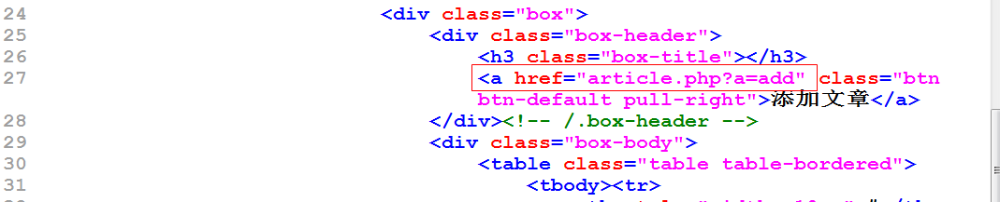 24 <div class="box">
25 <div class="box-header">
26 <h3 class="box-title"></h3>
27 <a href="article.php?a=add" class="btn
btn-default pull-right">添加文章</a>
28 </div><!-- /.box-header -->
29 <div class="box-body">
30 <table class="table table-bordered">
31 <tbody><tr>